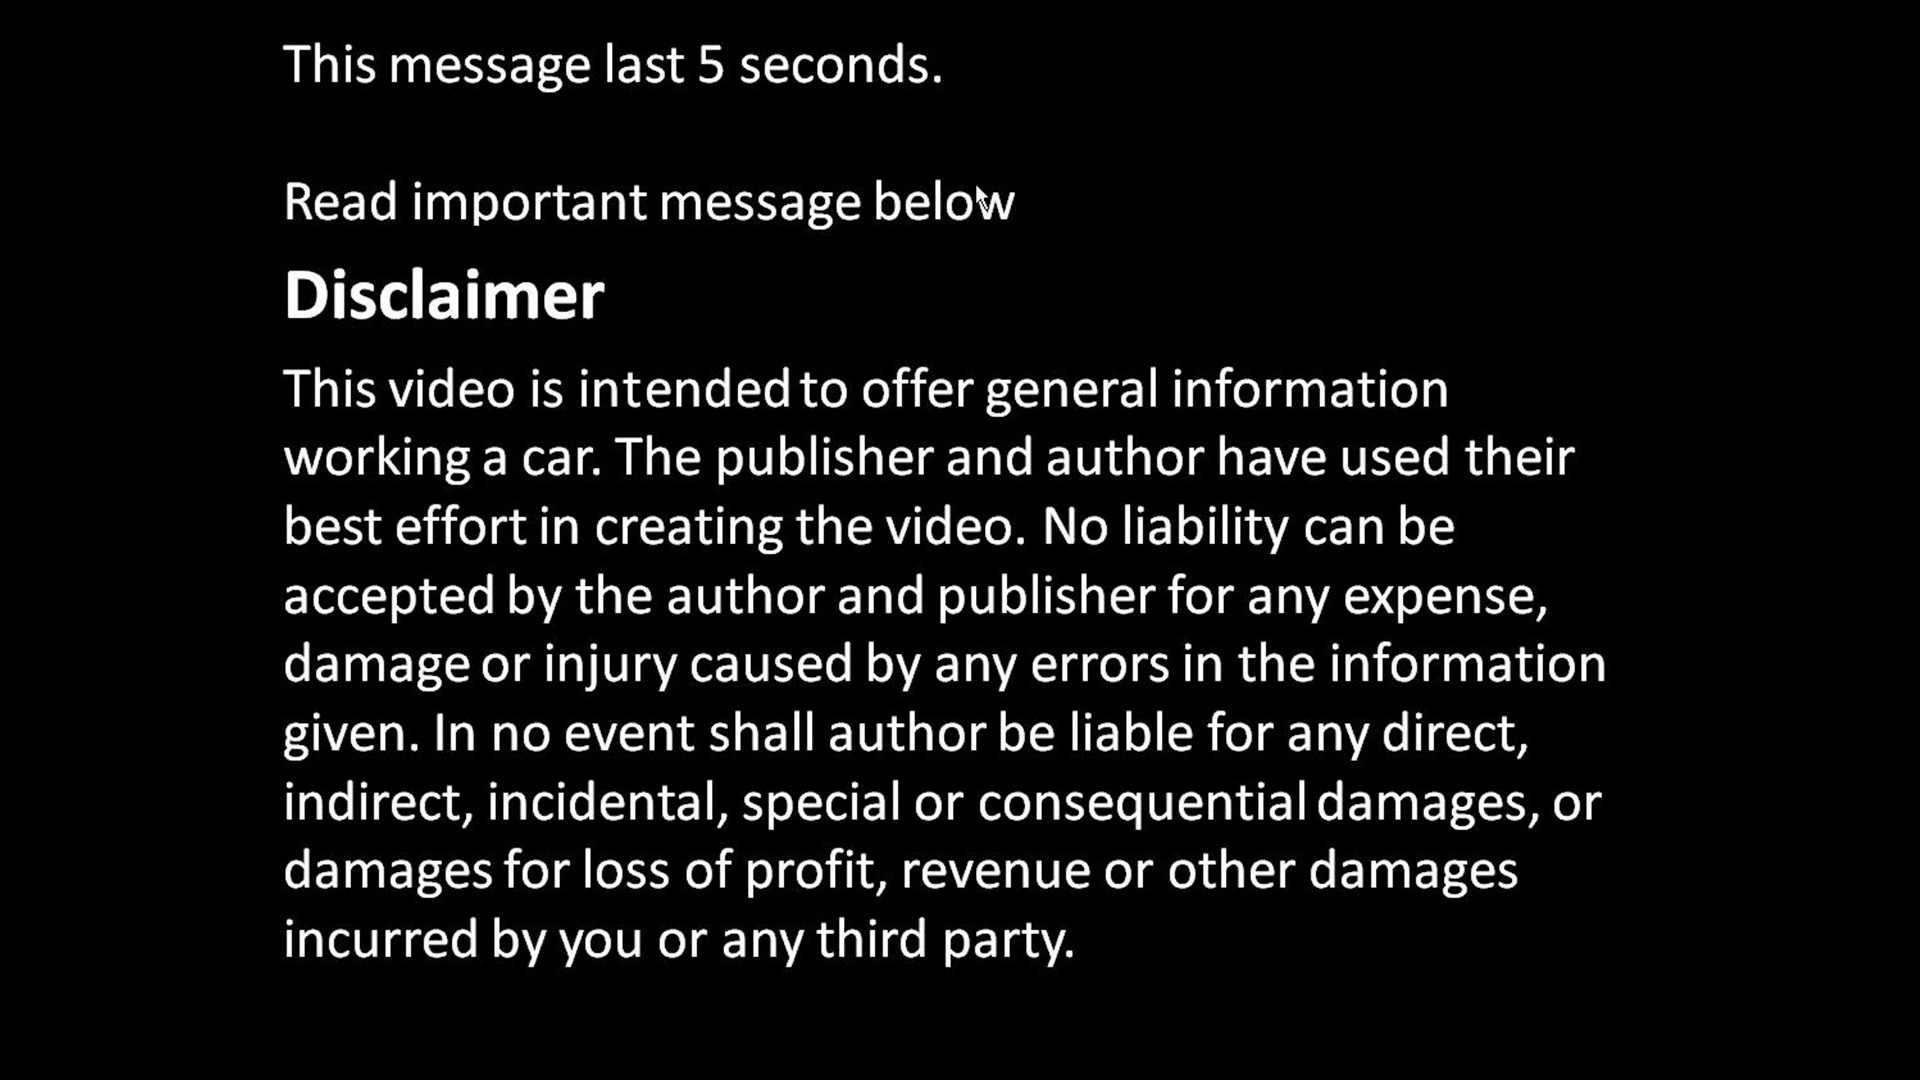 This message last 5 seconds.
Read important message below
Disclaimer
This video is intended to offer general information
working a car. The publisher and author have used their
best effort in creating the video. No liability can be
accepted by the author and publisher for any expense,
damage or injury caused by any errors in the information
given. In no event shall author be liable for any direct,
indirect, incidental, special or consequential damages, or
damages for loss of profit, revenue or other damages
incurred by you or any third party.